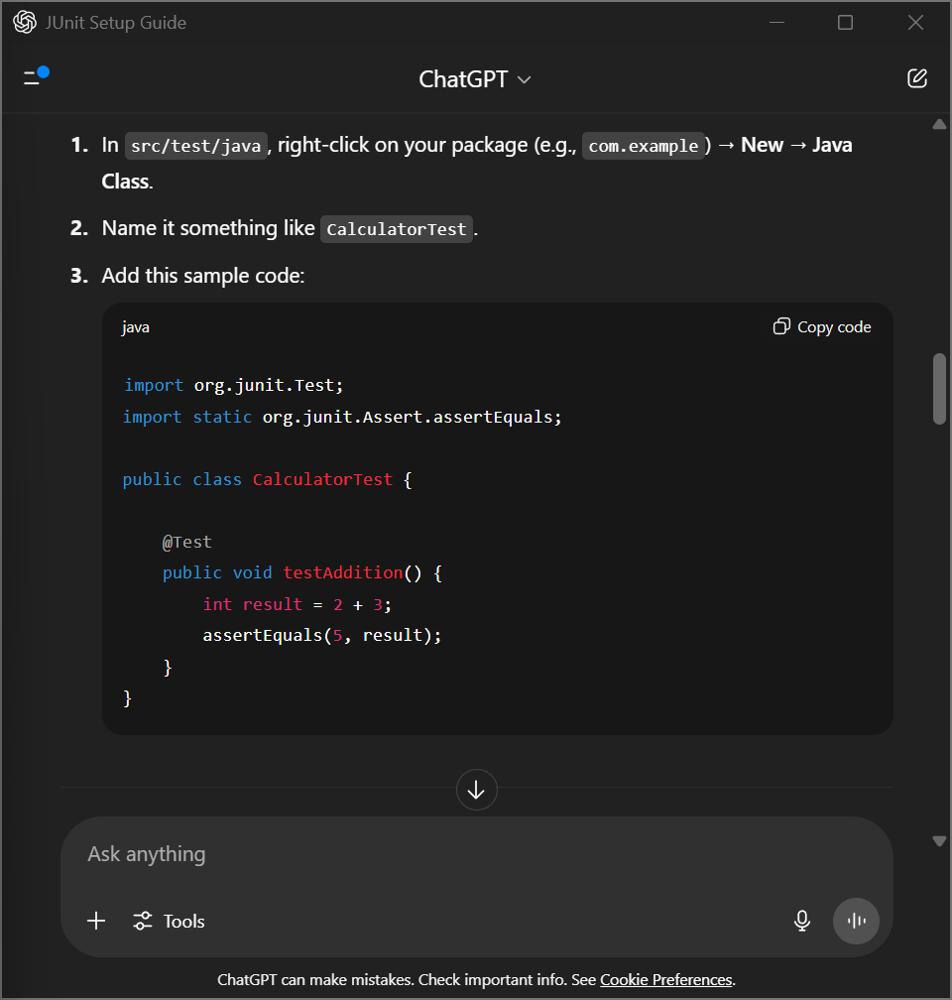 JUnit Setup Guide
ChatGPT
1. In src/test/java, right-click on your package (e.g., com.example) → New → Java
Class.
2. Name it something like CalculatorTest.
3. Add this sample code:
java
Copy code
import org.junit.Test;
import static org.junit.Assert.assertEquals;
public class CalculatorTest {
    @Test
    public void testAddition() {
        int result = 2 + 3;
        assertEquals(5, result);
    }
}
Ask anything
Tools
ChatGPT can make mistakes. Check important info. See Cookie Preferences.